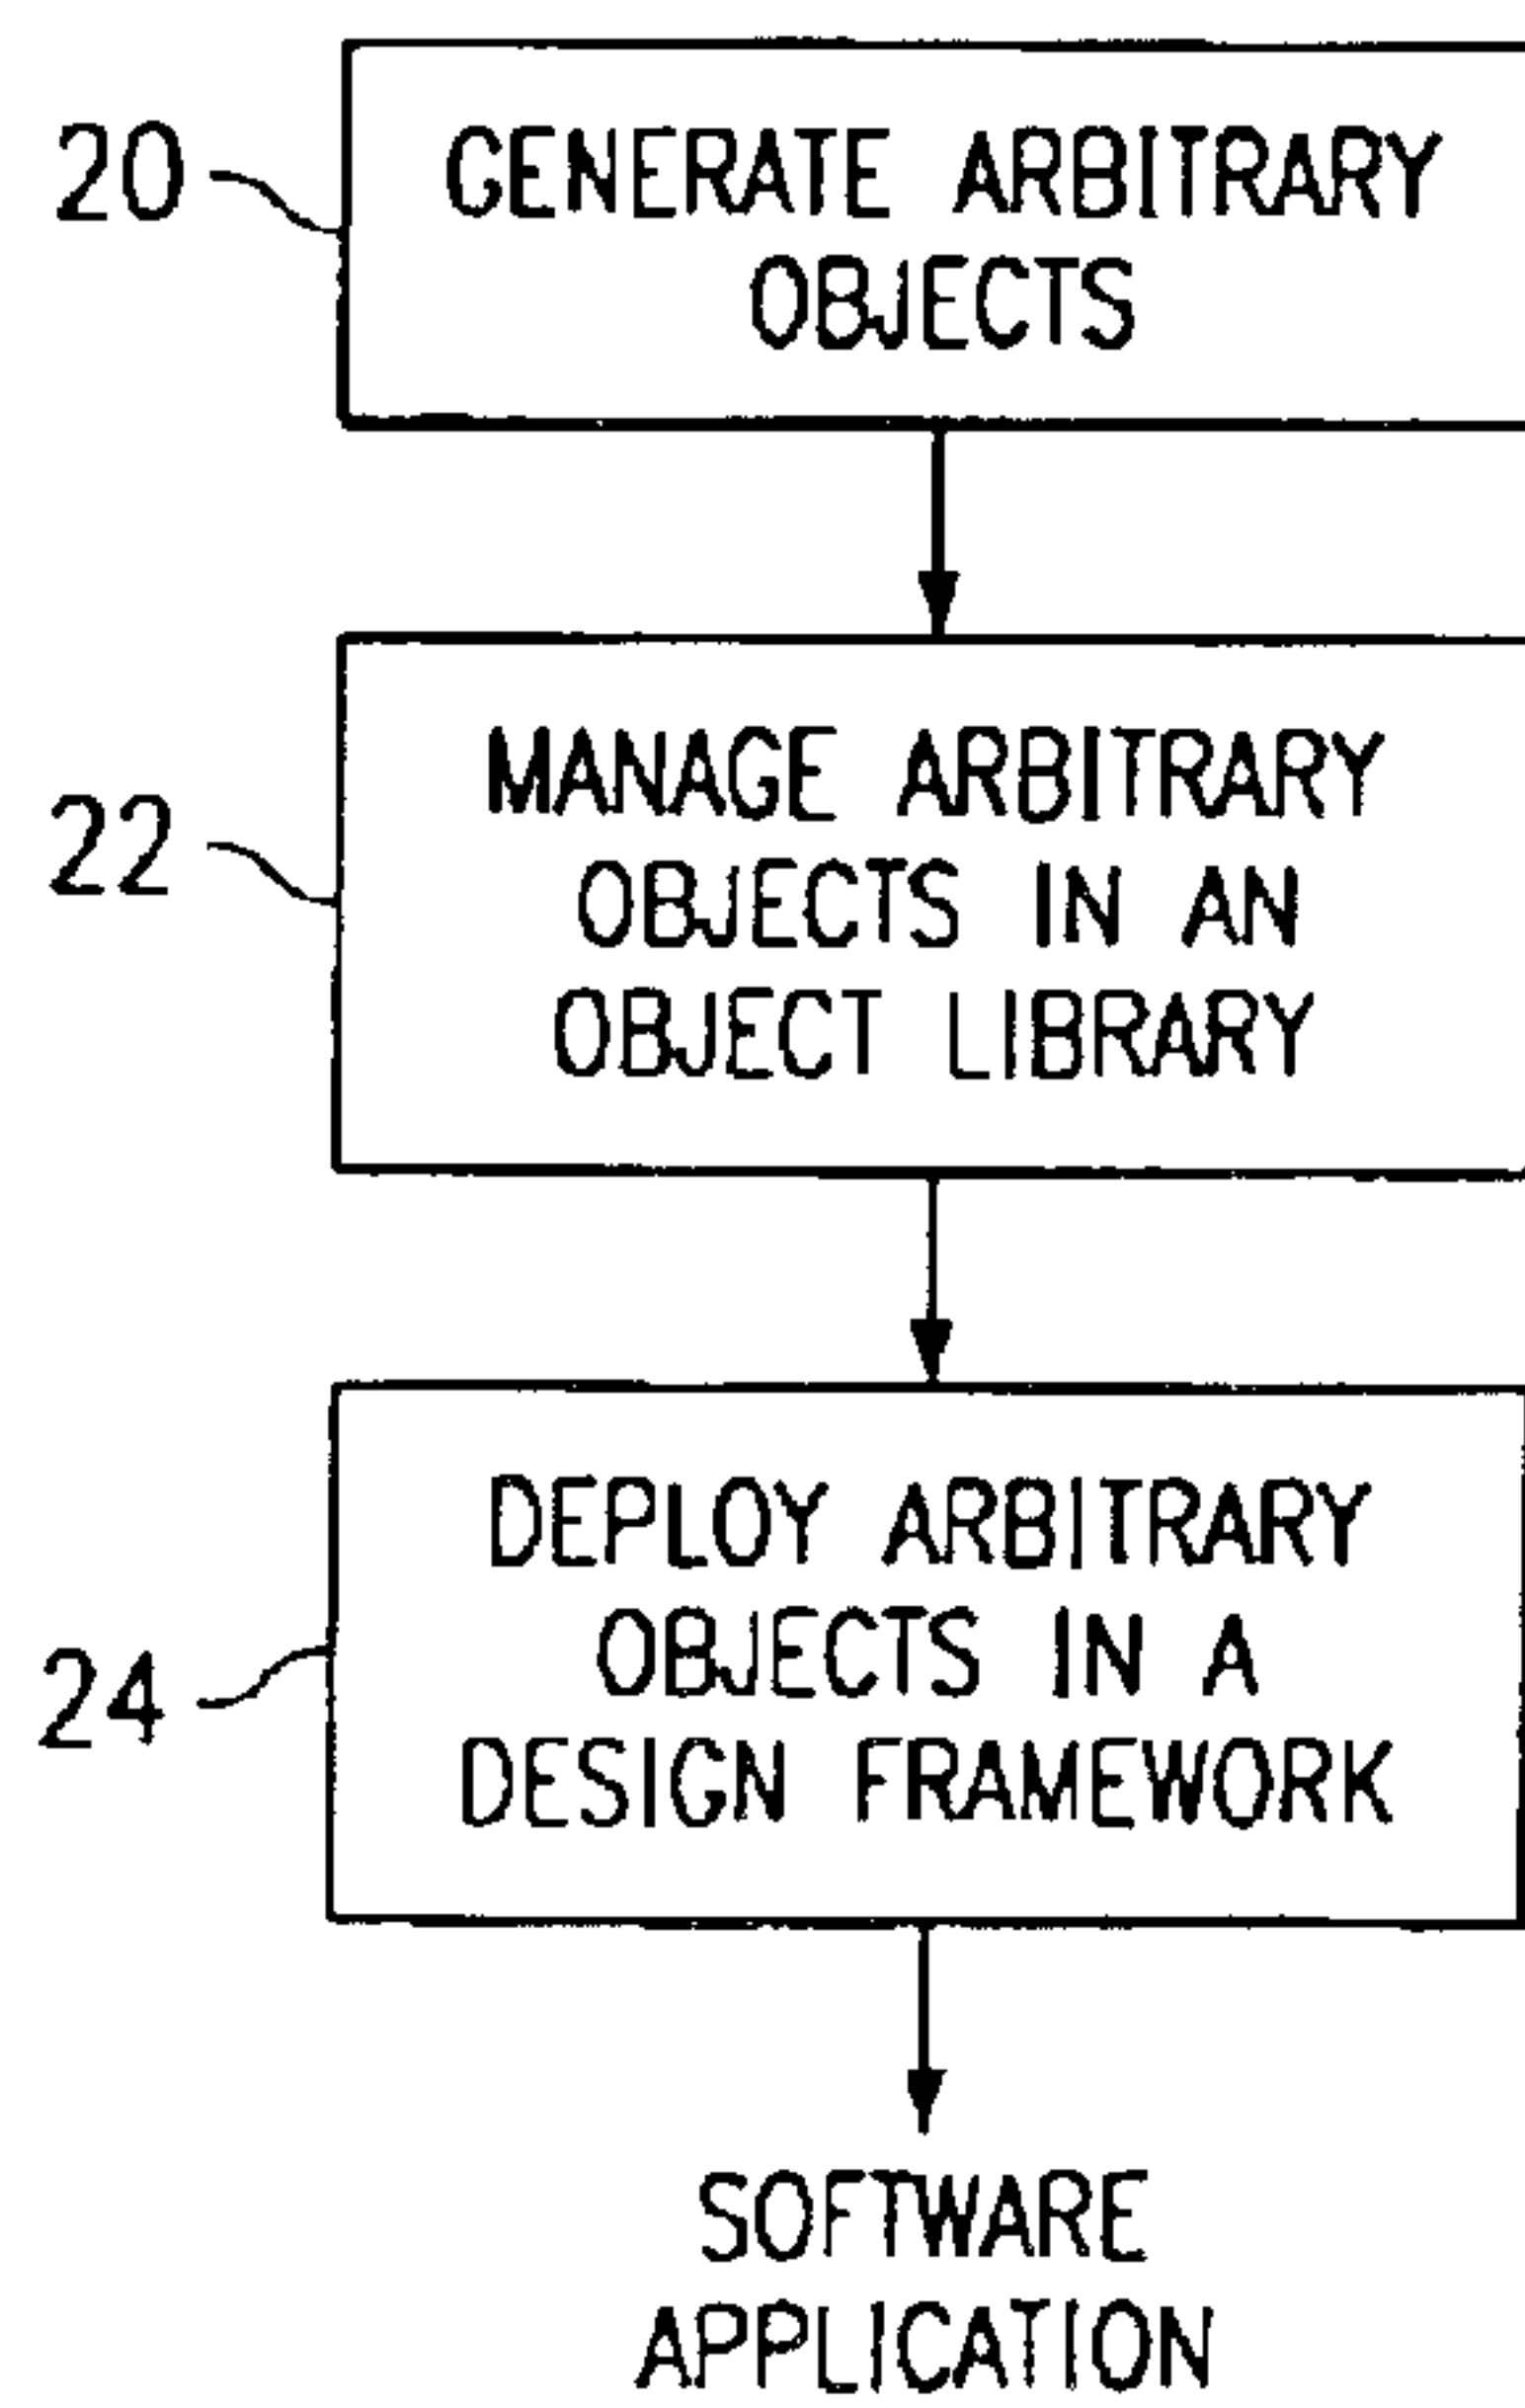 20
GENERATE ARBITRARY
OBJECTS
22
MANAGE ARBITRARY
OBJECTS IN AN
OBJECT LIBRARY
24
DEPLOY ARBITRARY
OBJECTS IN A
DESIGN FRAMEWORK
SOFTWARE
APPLICATION